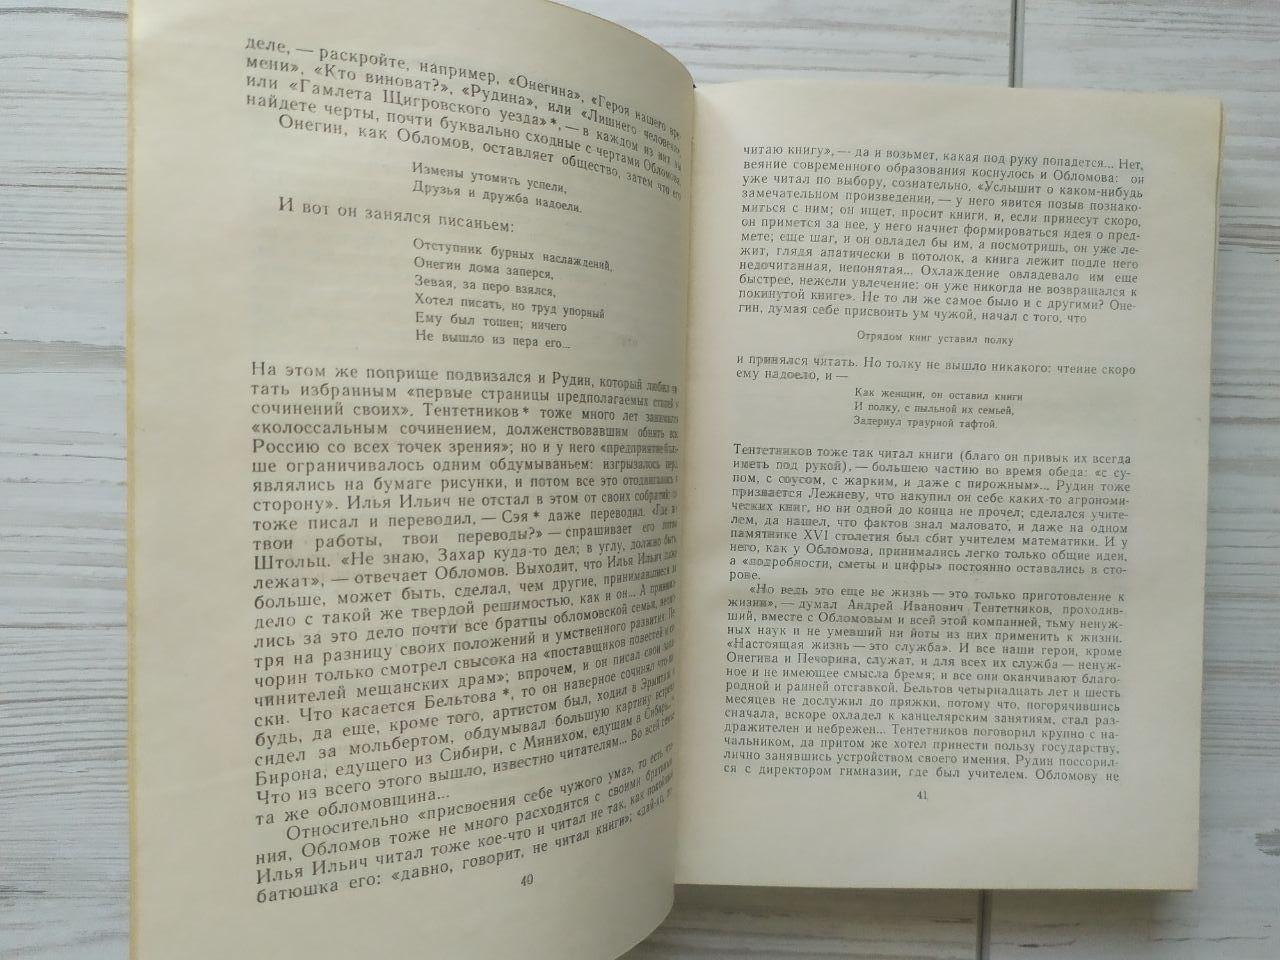 деле, — раскройте, например, «Онегина», «Героя нашего вре-
мени», «Кто виноват?», «Рудина», или «Лишнего человека»,
или «Гамлета Щигровского уезда»*, — в каждом из них вы
найдете черты, почти буквально сходные с чертами Обломова.
Онегин, как Обломов, оставляет общество, затем что его
Измены утомить успели,
Друзья и дружба надоели.
И вот он занялся писаньем:
Отступник бурных наслаждений,
Онегин дома заперся,
Зевая, за перо взялся,
Хотел писать, но труд упорный
Ему был тошен; ничего
Не вышло из пера его...
На этом же поприще подвизался и Рудин, который любил чи-
тать избранным «первые страницы предполагаемых статей и
сочинений своих». Тентетников* тоже много лет занимался
«колоссальным сочинением, долженствовавшим обнять всю
Россию со всех точек зрения»; но и у него «предприятие боль-
ше ограничивалось одним обдумываньем: изгрызалось перо,
являлись на бумаге рисунки, и потом все это отодвигалось в
сторону». Илья Ильич не отстал в этом от своих собратий: он
тоже писал и переводил, — Сэя* даже переводил. «Где же
твои работы, твои переводы?» — спрашивает его потом
Штольц. «Не знаю, Захар куда-то дел; в углу, должно быть,
лежат», — отвечает Обломов. Выходит, что Илья Ильич даже
больше, может быть, сделал, чем другие, принимавшиеся за
дело с такой же твердой решимостью, как и он... А принима-
лись за это дело почти все братцы обломовской семьи, несмо-
тря на разницу своих положений и умственного развития. Пе-
чорин только смотрел свысока на «поставщиков повестей и со-
чинителей мещанских драм»; впрочем, и он писал свои запи-
ски. Что касается Бельтова*, то он наверное сочинял что-ни-
будь, да еще, кроме того, артистом был, ходил в Эрмитаж и
сидел за мольбертом, обдумывал большую картину встречи
Бирона, едущего из Сибири, с Минихом, едущим в Сибирь...
Что из всего этого вышло, известно читателям... Во всей семье
та же обломовщина...
Относительно «присвоения себе чужого ума», то есть чте-
ния, Обломов тоже не много расходится с своими братьями.
Илья Ильич читал тоже кое-что и читал не так, как покойный
батюшка его: «давно, говорит, не читал книги»; «дай-ка, по-
40
читаю книгу», — да и возьмет, какая под руку попадется... Нет,
веяние современного образования коснулось и Обломова: он
уже читал по выбору, сознательно. «Услышит о каком-нибудь
замечательном произведении, — у него явится позыв познако-
миться с ним; он ищет, просит книги, и, если принесут скоро,
он примется за нее, у него начнет формироваться идея о пред-
мете; еще шаг, и он овладел бы им, а посмотришь, он уже ле-
жит, глядя апатически в потолок, а книга лежит подле него
недочитанная, непонятая... Охлаждение овладевало им еще
быстрее, нежели увлечение: он уже никогда не возвращался к
покинутой книге». Не то ли же самое было и с другими? Оне-
гин, думая себе присвоить ум чужой, начал с того, что
Отрядом книг уставил полку
и принялся читать. Но толку не вышло никакого: чтение скоро
ему надоело, и —
Как женщин, он оставил книги
И полку, с пыльной их семьей,
Задернул траурной тафтой.
Тентетников тоже так читал книги (благо он привык их всегда
иметь под рукой), — большею частию во время обеда: «с су-
пом, с соусом, с жарким, и даже с пирожным»... Рудин тоже
признается Лежневу, что накупил он себе каких-то агрономи-
ческих книг, но ни одной до конца не прочел; сделался учите-
лем, да нашел, что фактов знал маловато, и даже на одном
памятнике XVI столетия был сбит учителем математики. И у
него, как у Обломова, принимались легко только общие идеи,
а «подробности, сметы и цифры» постоянно оставались в сто-
роне.
«Но ведь это еще не жизнь — это только приготовление к
жизни», — думал Андрей Иванович Тентетников, проходив-
ший, вместе с Обломовым и всей этой компанией, тьму ненуж-
ных наук и не умевший ни йоты из них применить к жизни.
«Настоящая жизнь — это служба». И все наши герои, кроме
Онегина и Печорина, служат, и для всех их служба — ненуж-
ное и не имеющее смысла бремя; и все они оканчивают благо-
родной и ранней отставкой. Бельтов четырнадцать лет и шесть
месяцев не дослужил до пряжки, потому что, погорячившись
сначала, вскоре охладел к канцелярским занятиям, стал раз-
дражителен и небрежен... Тентетников поговорил крупно с на-
чальником, да притом же хотел принести пользу государству,
лично занявшись устройством своего имения. Рудин поссорил-
ся с директором гимназии, где был учителем. Обломову не
41